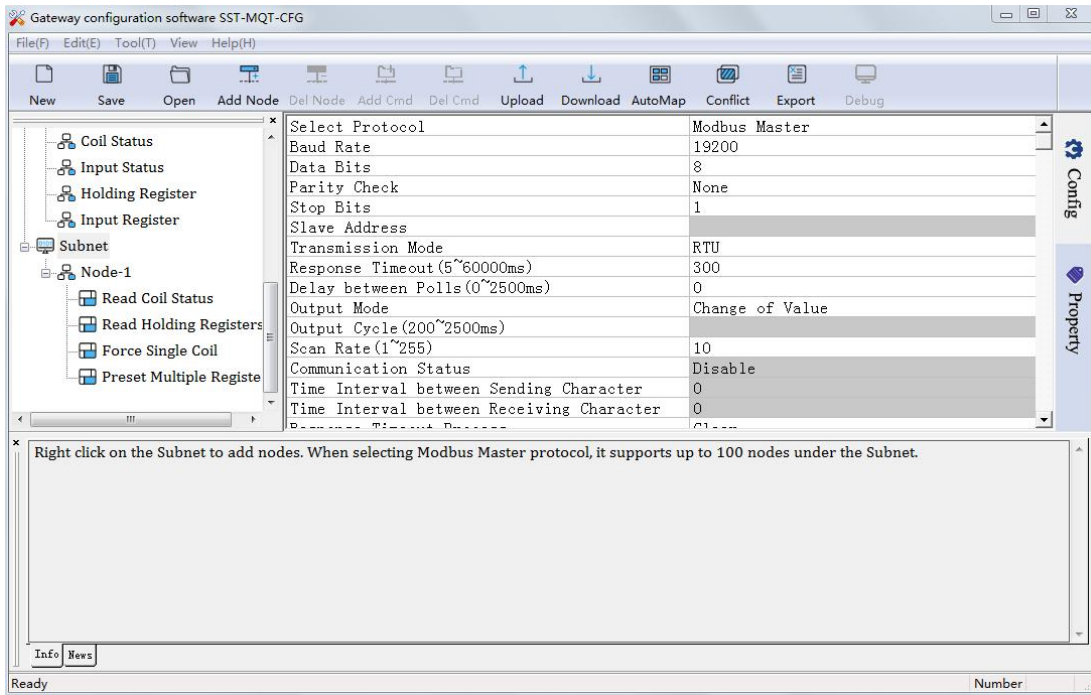 Gateway configuration software SST-MQT-CFG
File(F) Edit(E) Tool(T) View Help(H)
New Save Open Add Node Del Node Add Cmd Del Cmd Upload Download AutoMap Conflict Export Debug
Coil Status
Input Status
Holding Register
Input Register
Subnet
Node-1
Read Coil Status
Read Holding Registers
Force Single Coil
Preset Multiple Registe
Select Protocol Modbus Master
Baud Rate 19200
Data Bits 8
Parity Check None
Stop Bits 1
Slave Address
Transmission Mode RTU
Response Timeout(5~60000ms) 300
Delay between Polls(0~2500ms) 0
Output Mode Change of Value
Output Cycle(200~2500ms)
Scan Rate(1~255) 10
Communication Status Disable
Time Interval between Sending Character 0
Time Interval between Receiving Character 0
Config
Property
Right click on the Subnet to add nodes. When selecting Modbus Master protocol, it supports up to 100 nodes under the Subnet.
Info News
Ready Number